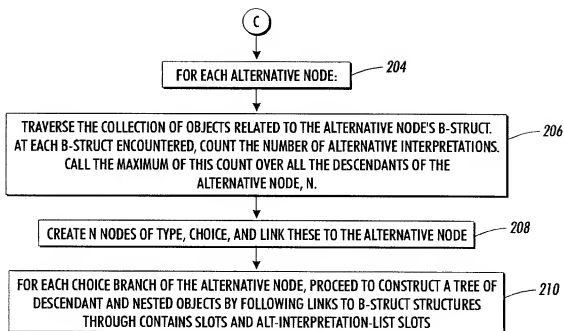 C
FOR EACH ALTERNATIVE NODE:
204
TRAVERSE THE COLLECTION OF OBJECTS RELATED TO THE ALTERNATIVE NODE'S B-STRUCT.
AT EACH B-STRUCT ENCOUNTERED, COUNT THE NUMBER OF ALTERNATIVE INTERPRETATIONS.
CALL THE MAXIMUM OF THIS COUNT OVER ALL THE DESCENDANTS OF THE
ALTERNATIVE NODE, N.
206
CREATE N NODES OF TYPE, CHOICE, AND LINK THESE TO THE ALTERNATIVE NODE
208
FOR EACH CHOICE BRANCH OF THE ALTERNATIVE NODE, PROCEED TO CONSTRUCT A TREE OF
DESCENDANT AND NESTED OBJECTS BY FOLLOWING LINKS TO B-STRUCT STRUCTURES
THROUGH CONTAINS SLOTS AND ALT-INTERPRETATION-LIST SLOTS
210